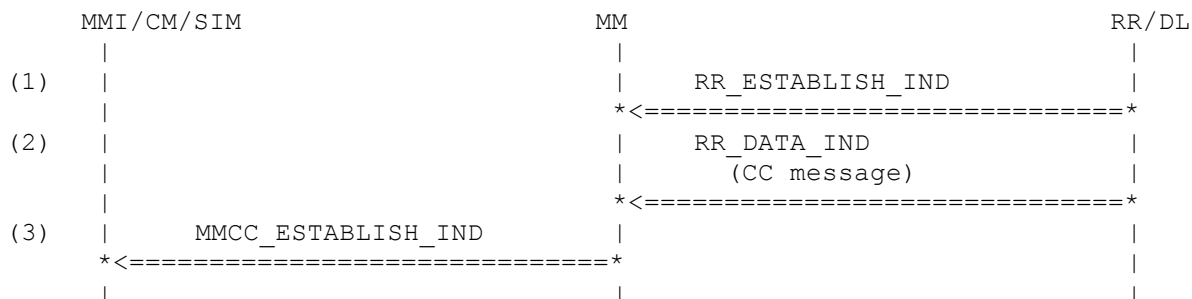 MMI/CM/SIM MM RR/DL
| | |
(1) | | RR_ESTABLISH_IND |
| *<==============================*
(2) | | RR_DATA_IND |
| | (CC message) |
| *<==============================*
(3) | MMCC_ESTABLISH_IND | |
*<==============================* |
| | |